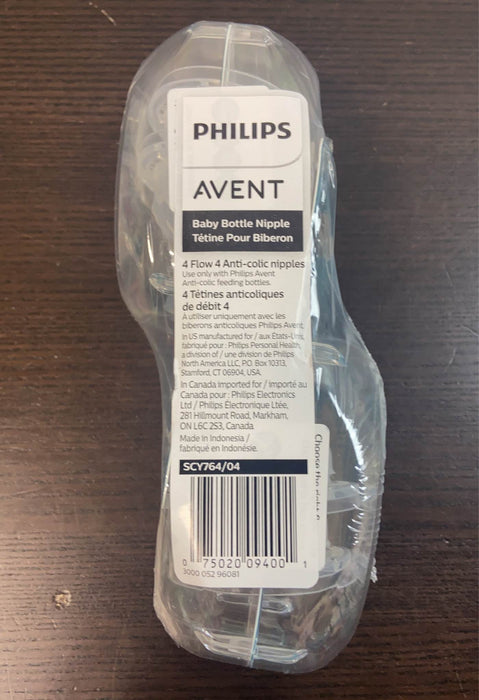 PHILIPS
AVENT
Baby Bottle Nipple
Tétine Pour Biberon
4 Flow 4 Anti-colic nipples
Use only with Philips Avent
Anti-colic feeding bottles.
4 Tétines anticoliques
de débit 4
À utiliser uniquement avec les
biberons anticoliques Philips Avent.
In US manufactured for / aux États-Unis,
fabriqué pour : Philips Personal Health,
a division of / une division de Philips
North America LLC, P.O. Box 10313,
Stamford, CT 06904, USA.
In Canada imported for / importé au
Canada pour : Philips Electronics
Ltd / Philips Électronique Ltée,
281 Hillmount Road, Markham,
ON L6C 2S3, Canada
Made in Indonesia /
fabriqué en Indonésie.
SCY764/04
0 75020 09400 1
3000 052 96081
Choose the